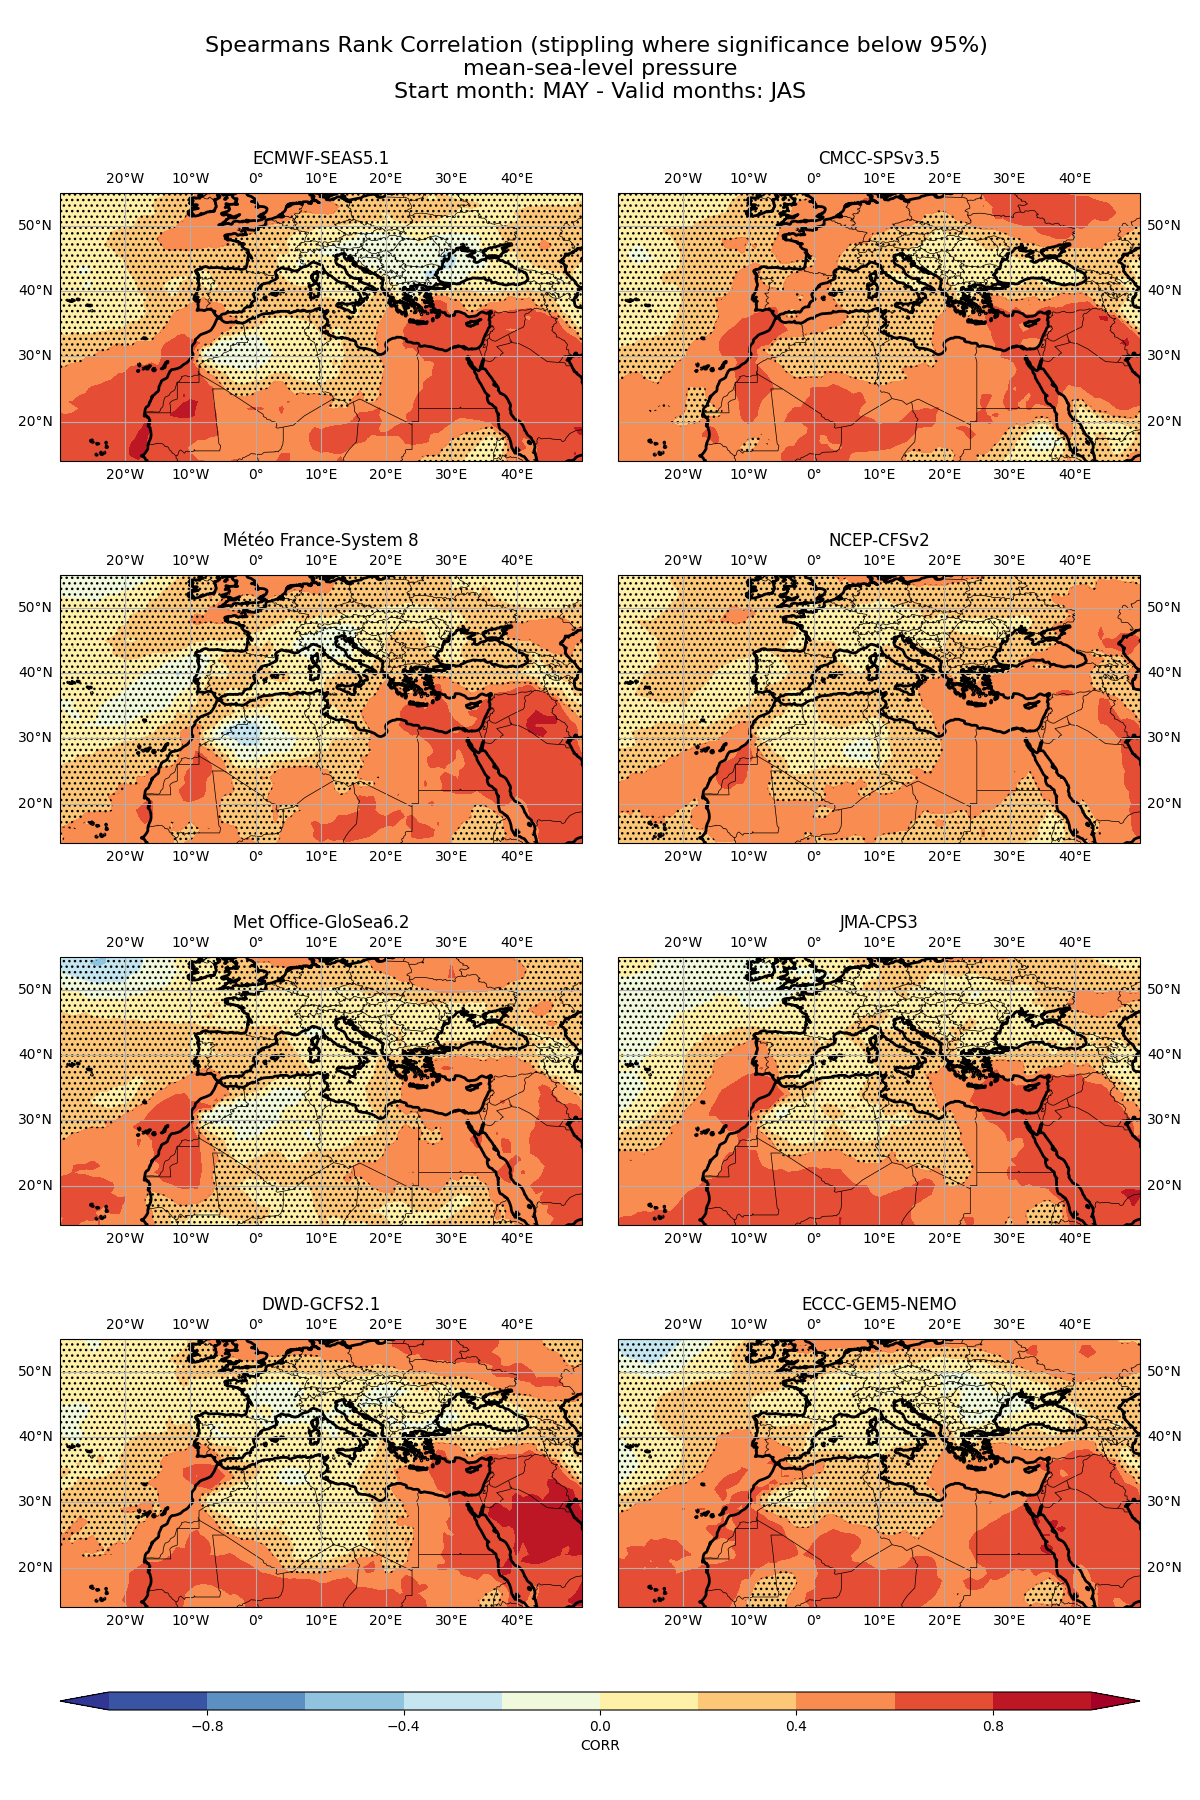 Spearmans Rank Correlation (stippling where significance below 95%)
mean-sea-level pressure
Start month: MAY - Valid months: JAS
ECMWF-SEAS5.1
20°W 10°W 0° 10°E 20°E 30°E 40°E
50°N
40°N
30°N
20°N
20°W 10°W 0° 10°E 20°E 30°E 40°E
CMCC-SPSv3.5
20°W 10°W 0° 10°E 20°E 30°E 40°E
50°N
40°N
30°N
20°N
20°W 10°W 0° 10°E 20°E 30°E 40°E
Météo France-System 8
20°W 10°W 0° 10°E 20°E 30°E 40°E
50°N
40°N
30°N
20°N
20°W 10°W 0° 10°E 20°E 30°E 40°E
NCEP-CFSv2
20°W 10°W 0° 10°E 20°E 30°E 40°E
50°N
40°N
30°N
20°N
20°W 10°W 0° 10°E 20°E 30°E 40°E
Met Office-GloSea6.2
20°W 10°W 0° 10°E 20°E 30°E 40°E
50°N
40°N
30°N
20°N
20°W 10°W 0° 10°E 20°E 30°E 40°E
JMA-CPS3
20°W 10°W 0° 10°E 20°E 30°E 40°E
50°N
40°N
30°N
20°N
20°W 10°W 0° 10°E 20°E 30°E 40°E
DWD-GCFS2.1
20°W 10°W 0° 10°E 20°E 30°E 40°E
50°N
40°N
30°N
20°N
20°W 10°W 0° 10°E 20°E 30°E 40°E
ECCC-GEM5-NEMO
20°W 10°W 0° 10°E 20°E 30°E 40°E
50°N
40°N
30°N
20°N
20°W 10°W 0° 10°E 20°E 30°E 40°E
−0.8 −0.4 0.0 0.4 0.8
CORR